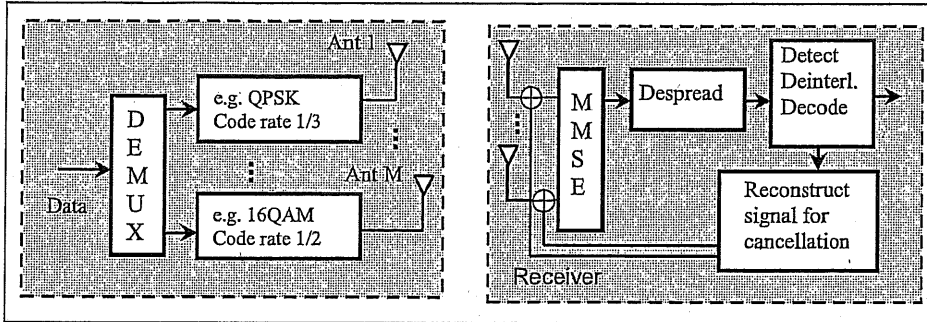 Data
D
E
M
U
X
e.g. QPSK
Code rate 1/3
e.g. 16QAM
Code rate 1/2
Ant 1
Ant M
M
M
S
E
Despread
Detect
Deinterl.
Decode
Reconstruct
signal for
cancellation
Receiver